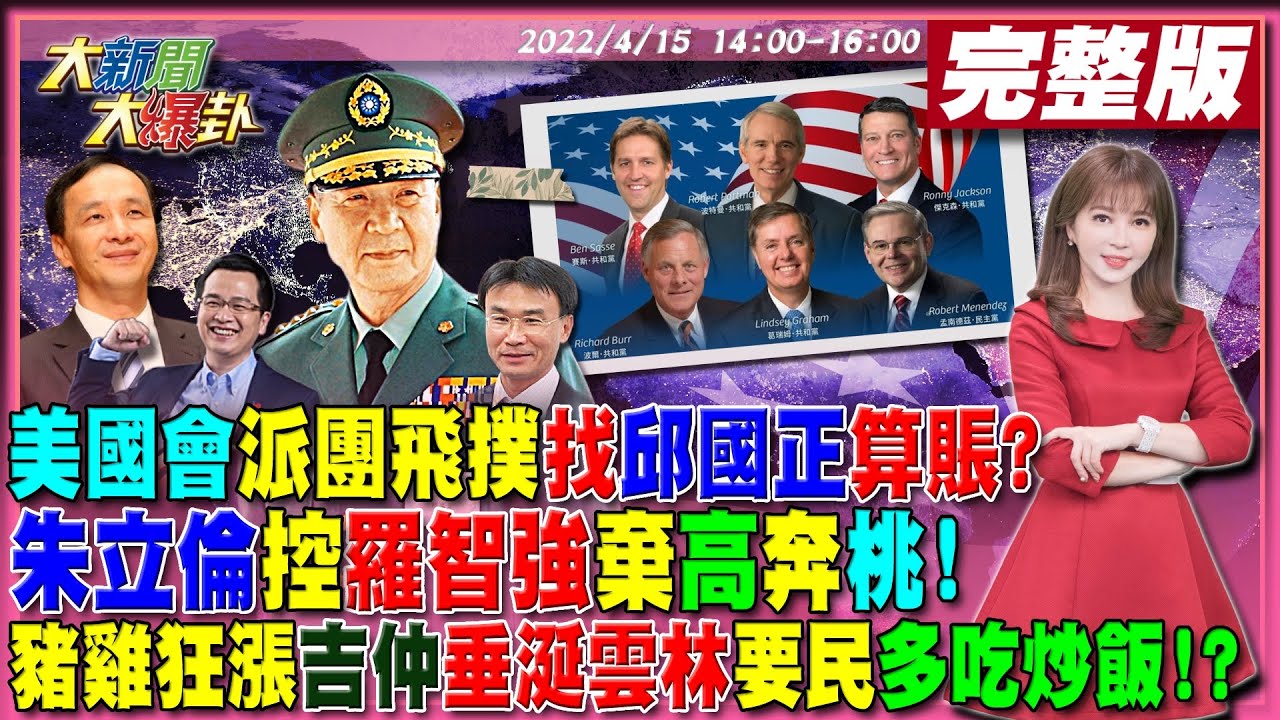 大新聞
大爆卦
2022/4/15 14:00-16:00
完整版
Ben Sasse
賽斯･共和黨
Robert Portman
波特曼･共和黨
Ronny Jackson
傑克森･共和黨
Richard Burr
波爾･共和黨
Lindsey Graham
葛瑞姆･共和黨
Robert Menendez
孟南德茲･民主黨
美國會派團飛撲找邱國正算賬?
朱立倫控羅智強棄高奔桃!
豬雞狂漲吉仲垂涎雲林要民多吃炒飯!?